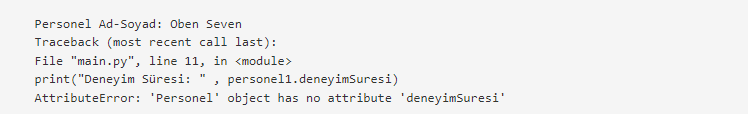 Personel Ad-Soyad: Oben Seven
Traceback (most recent call last):
File "main.py", line 11, in <module>
print("Deneyim Süresi: " , personel1.deneyimSuresi)
AttributeError: 'Personel' object has no attribute 'deneyimSuresi'